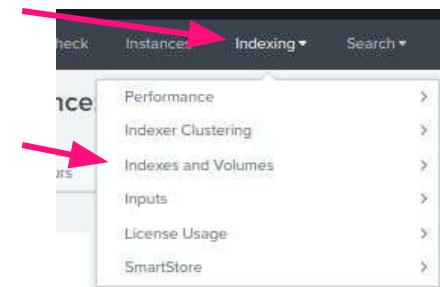 heck Instances Indexing Search
nce
Performance
Indexer Clustering
Indexes and Volumes
urs
Inputs
License Usage
SmartStore